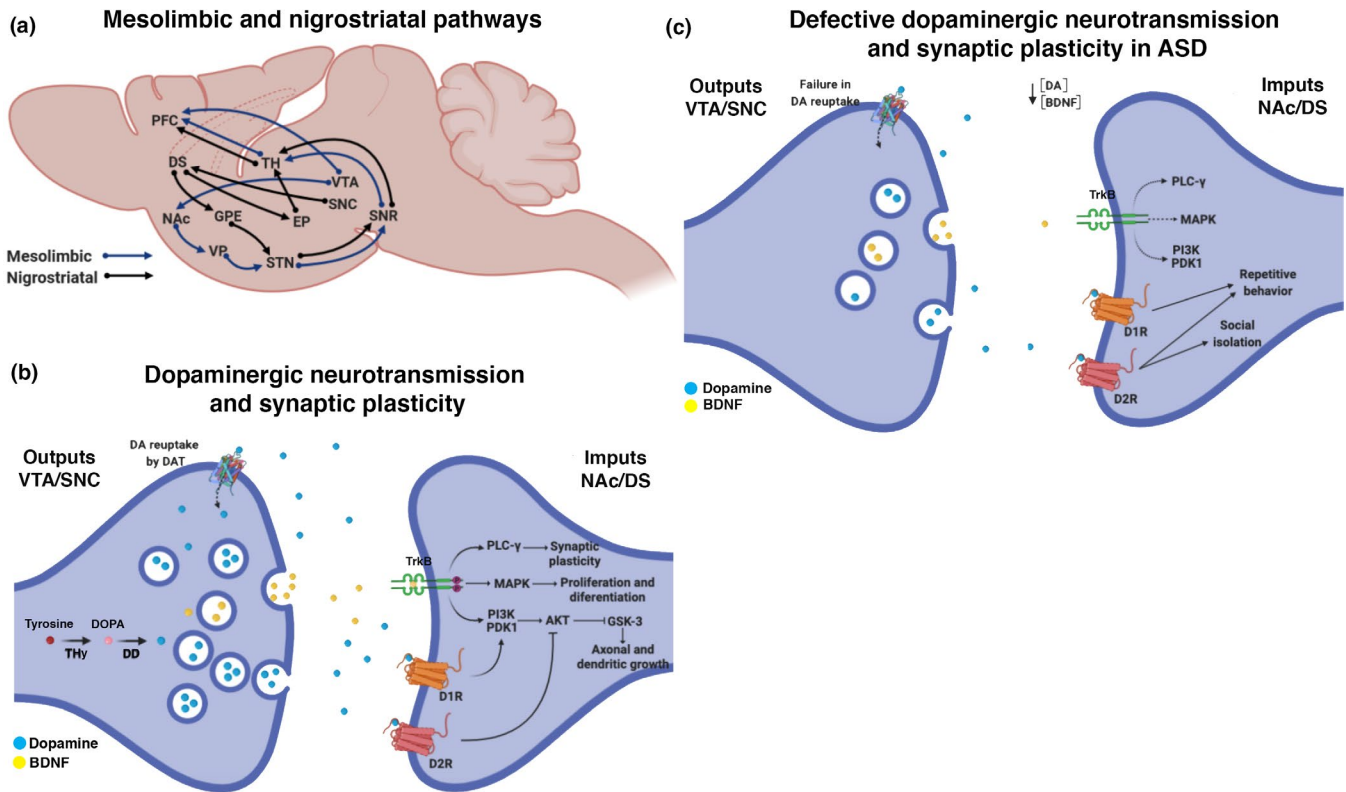 (a)
Mesolimbic and nigrostriatal pathways
PFC
DS
TH
VTA
SNC
NAc
GPE
EP
SNR
VP
STN
Mesolimbic
Nigrostriatal
(b)
Dopaminergic neurotransmission
and synaptic plasticity
Outputs
VTA/SNC
DA reuptake
by DAT
Imputs
NAc/DS
TrkB
PLC-γ
Synaptic
plasticity
MAPK
Proliferation and
diferentiation
PI3K
PDK1
AKT
GSK-3
Axonal and
dendritic growth
Tyrosine
DOPA
THy
DD
D1R
D2R
Dopamine
BDNF
(c)
Defective dopaminergic neurotransmission
and synaptic plasticity in ASD
Outputs
VTA/SNC
Failure in
DA reuptake
[DA]
[BDNF]
Imputs
NAc/DS
TrkB
PLC-γ
MAPK
PI3K
PDK1
Repetitive
behavior
Social
isolation
D1R
D2R
Dopamine
BDNF